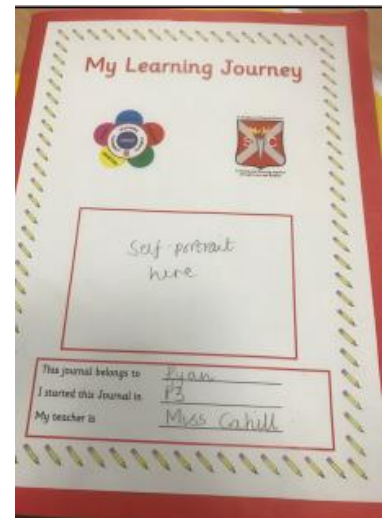 My Learning Journey
Self portrait
here
This journal belongs to Ryan
I started this Journal in P3
My teacher is Miss Cahill